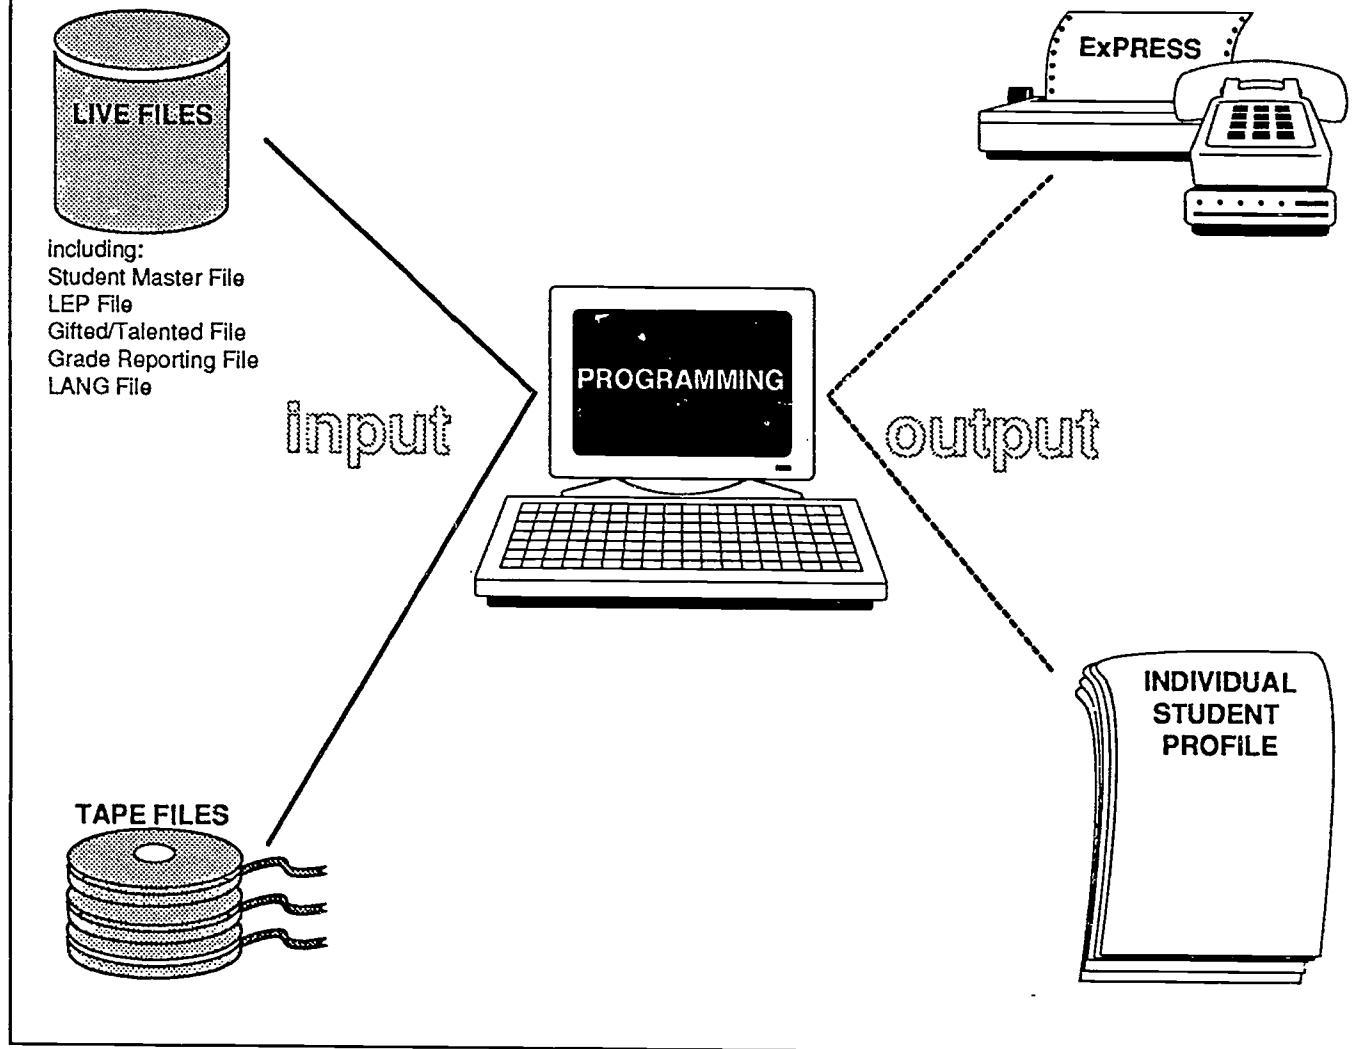 LIVE FILES
including:
Student Master File
LEP File
Gifted/Talented File
Grade Reporting File
LANG File
input
TAPE FILES
PROGRAMMING
output
ExPRESS
INDIVIDUAL
STUDENT
PROFILE